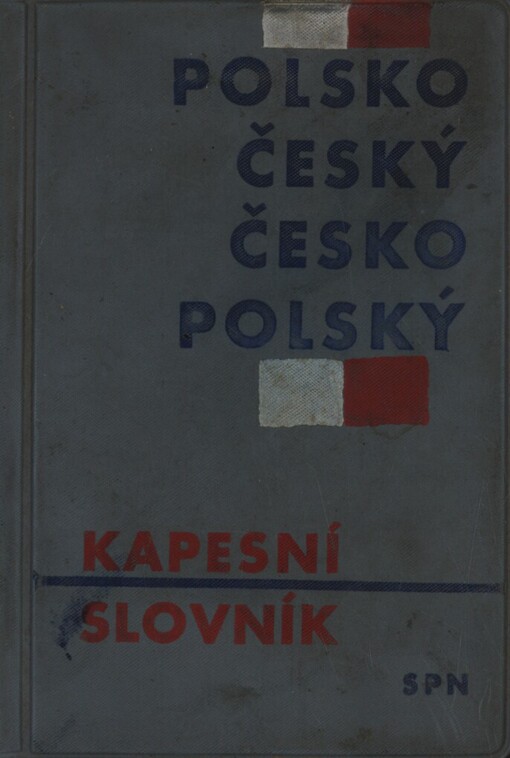 POLSKO
ČESKÝ
ČESKO
POLSKÝ
KAPESNÍ
SLOVNÍK
SPN